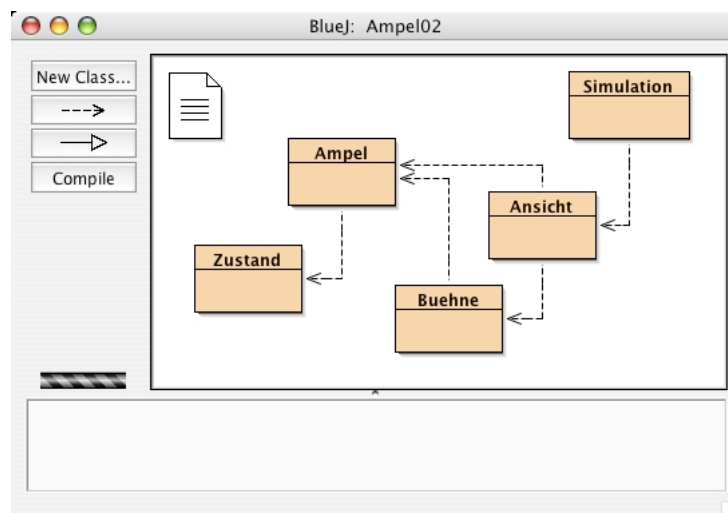 BlueJ: Ampel02
New Class...
Compile
Simulation
Ampel
Ansicht
Zustand
Buehne